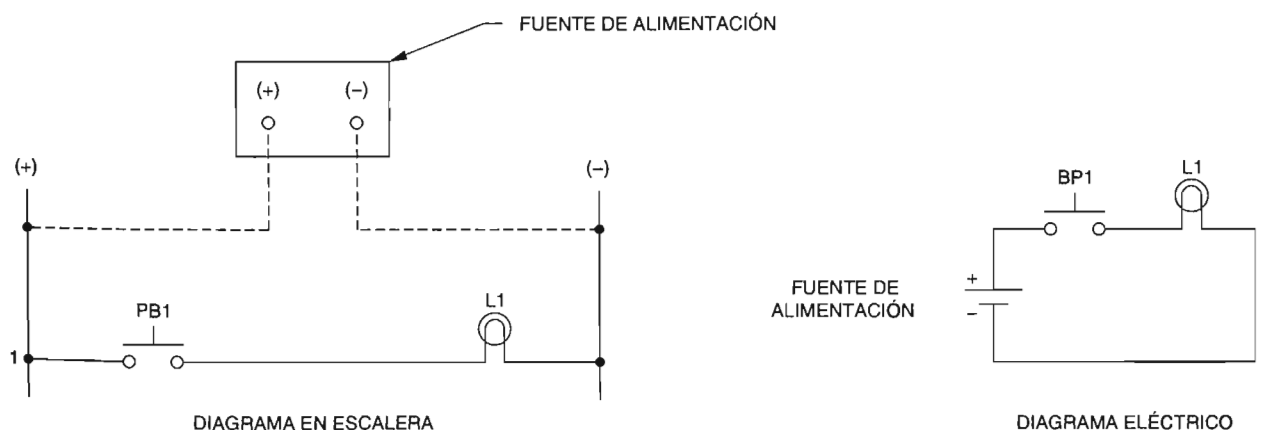 FUENTE DE ALIMENTACIÓN
(+) (−)
(+) (−)
PB1 L1
1
DIAGRAMA EN ESCALERA
BP1 L1
FUENTE DE
ALIMENTACIÓN
+
−
DIAGRAMA ELÉCTRICO